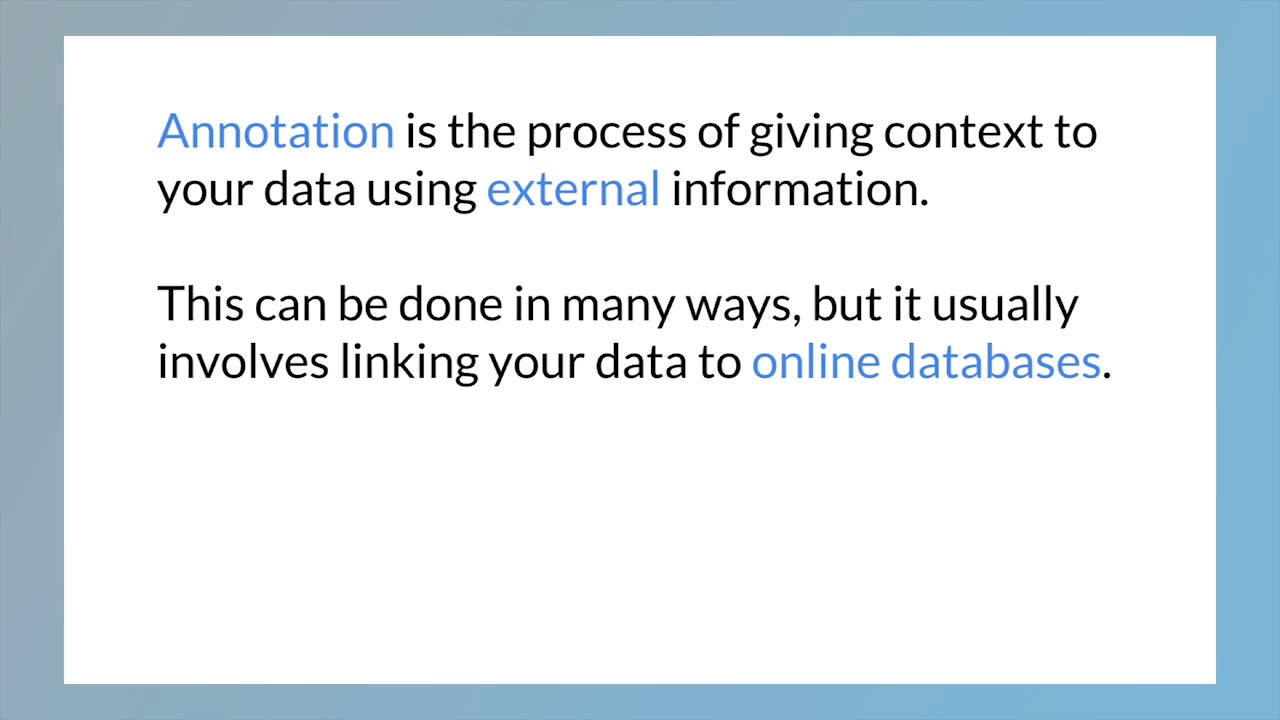 Annotation is the process of giving context to
your data using external information.
This can be done in many ways, but it usually
involves linking your data to online databases.